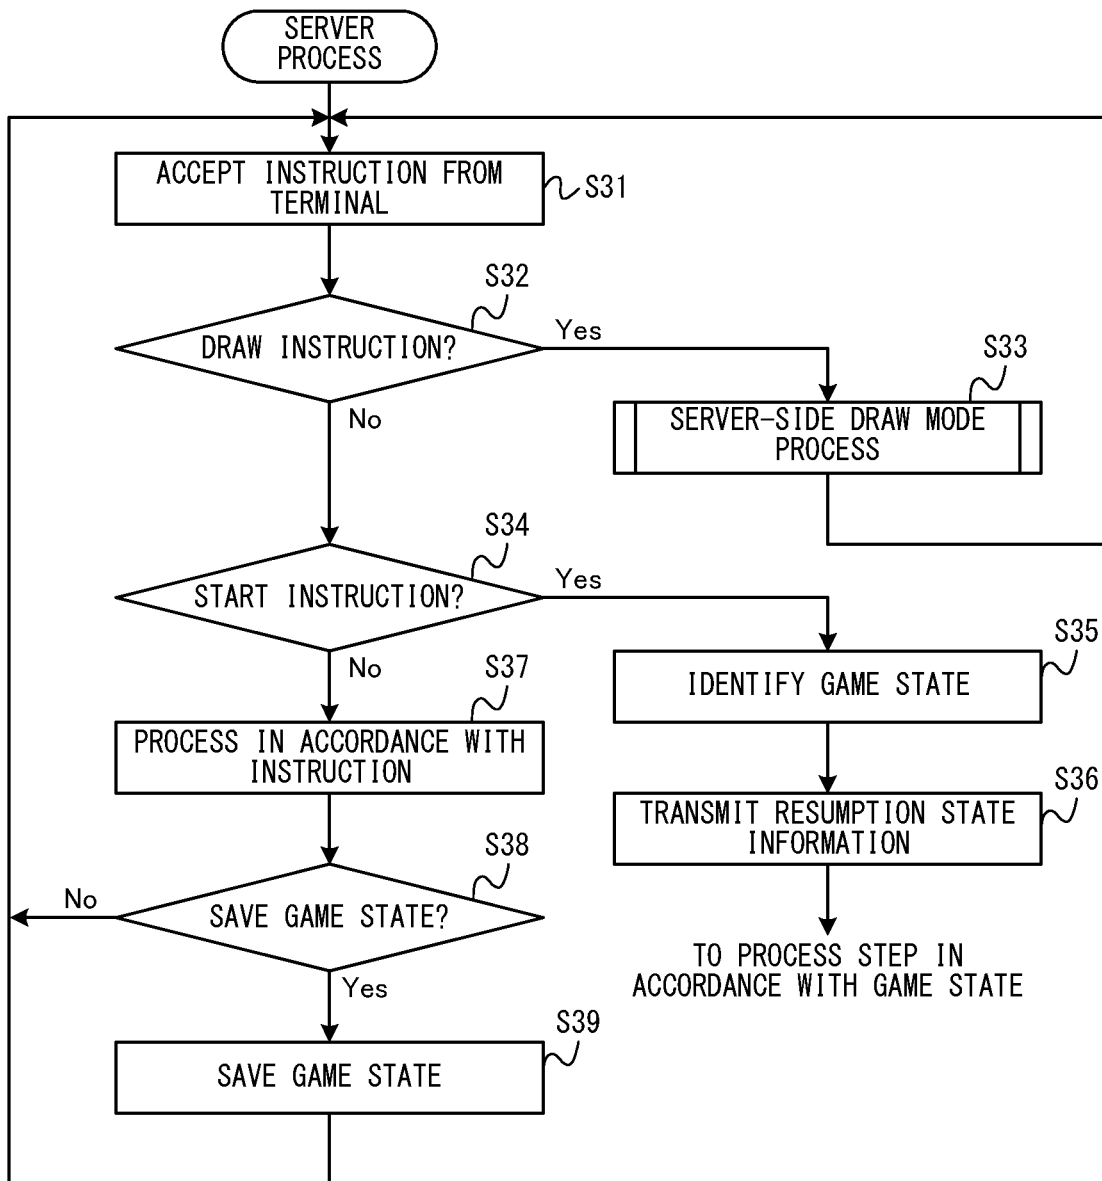 SERVER
PROCESS
ACCEPT INSTRUCTION FROM
TERMINAL
S31
S32
DRAW INSTRUCTION?
Yes
No
S33
SERVER-SIDE DRAW MODE
PROCESS
S34
START INSTRUCTION?
Yes
No
S35
IDENTIFY GAME STATE
S37
PROCESS IN ACCORDANCE WITH
INSTRUCTION
S36
TRANSMIT RESUMPTION STATE
INFORMATION
S38
SAVE GAME STATE?
No
Yes
TO PROCESS STEP IN
ACCORDANCE WITH GAME STATE
S39
SAVE GAME STATE